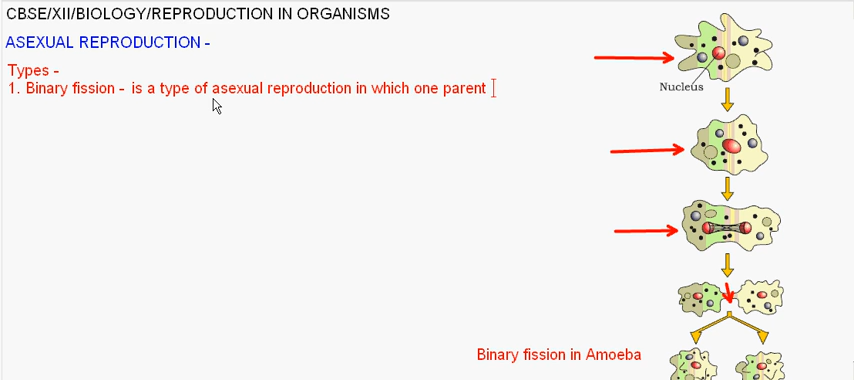 CBSE/XII/BIOLOGY/REPRODUCTION IN ORGANISMS
ASEXUAL REPRODUCTION -
Types -
1. Binary fission - is a type of asexual reproduction in which one parent
Nucleus
Binary fission in Amoeba